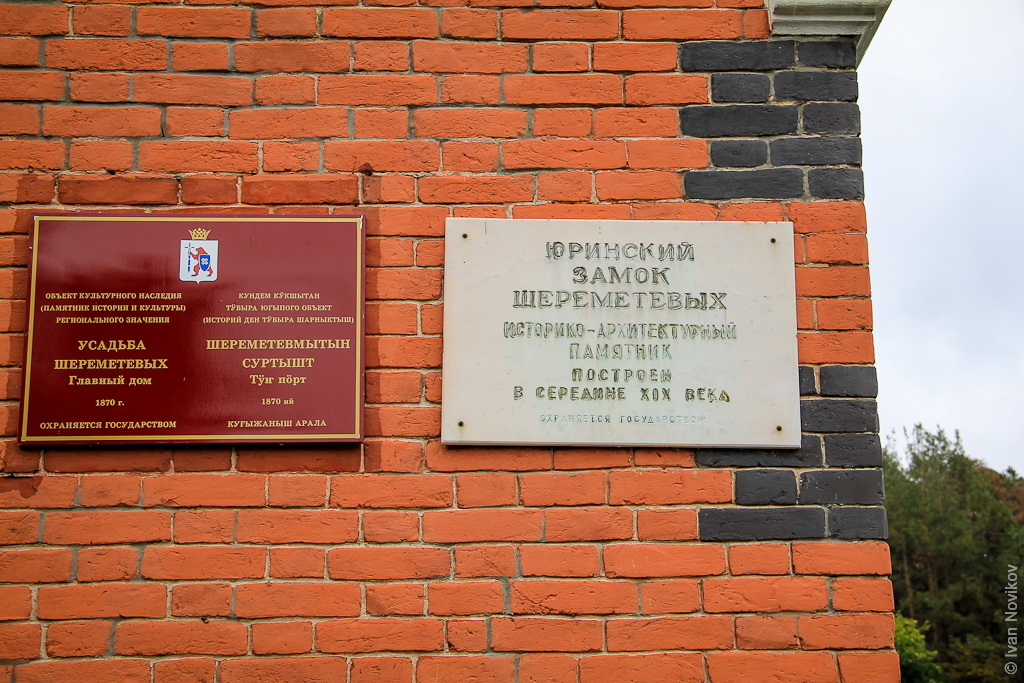 ОБЪЕКТ КУЛЬТУРНОГО НАСЛЕДИЯ
(ПАМЯТНИК ИСТОРИИ И КУЛЬТУРЫ)
РЕГИОНАЛЬНОГО ЗНАЧЕНИЯ
УСАДЬБА
ШЕРЕМЕТЕВЫХ
Главный дом
1870 г.
ОХРАНЯЕТСЯ ГОСУДАРСТВОМ
КУНДЕМ КӰКШЫТАН
ТӰВЫРА ЮГЫПОГО ОБЪЕКТ
(ИСТОРИЙ ДЕН ТӰВЫРА ШАРНЫКТЫШ)
ШЕРЕМЕТЕВМЫТЫН
СУРТЫШТ
Тӱҥ пӧрт
1870 ий
КУГЫЖАНЫШ АРАЛА
ЮРИНСКИЙ
ЗАМОК
ШЕРЕМЕТЕВЫХ
ИСТОРИКО-АРХИТЕКТУРНЫЙ
ПАМЯТНИК
ПОСТРОЕН
В СЕРЕДИНЕ XIX ВЕКА
ОХРАНЯЕТСЯ ГОСУДАРСТВОМ
© Ivan Novikov